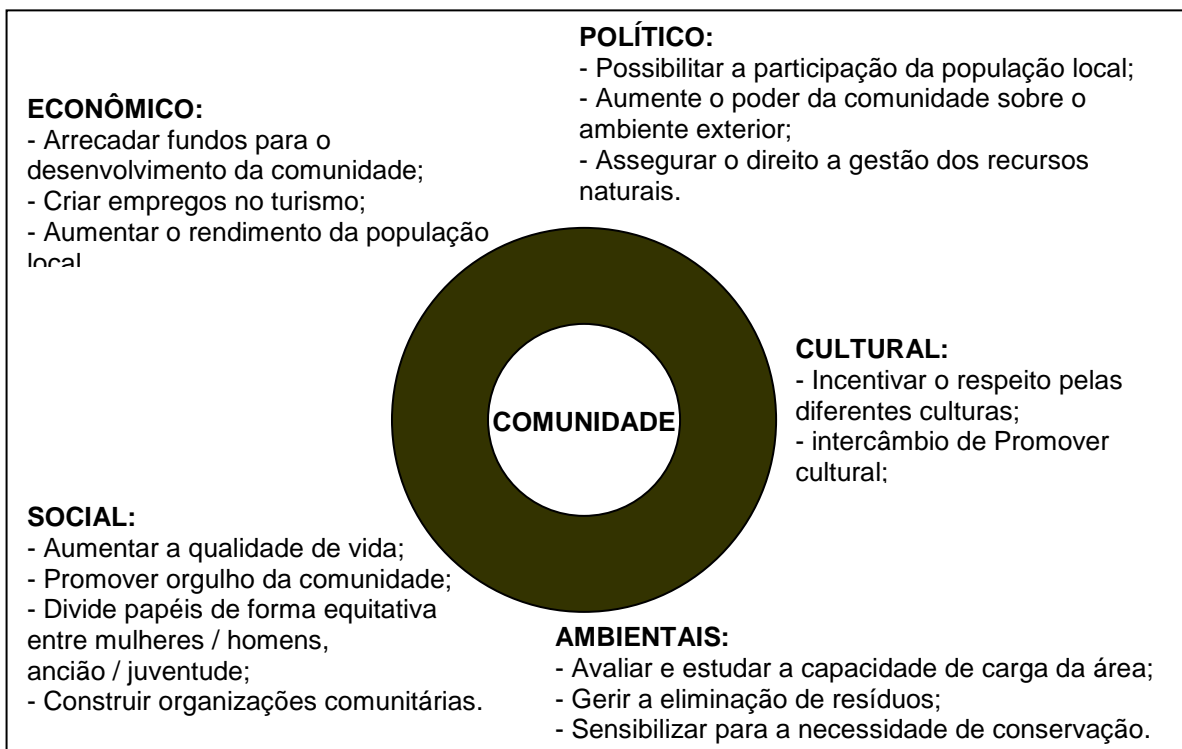 POLÍTICO:
- Possibilitar a participação da população local;
- Aumente o poder da comunidade sobre o
ambiente exterior;
- Assegurar o direito a gestão dos recursos
naturais.
ECONÔMICO:
- Arrecadar fundos para o
desenvolvimento da comunidade;
- Criar empregos no turismo;
- Aumentar o rendimento da população
local
CULTURAL:
- Incentivar o respeito pelas
diferentes culturas;
- intercâmbio de Promover
cultural;
COMUNIDADE
SOCIAL:
- Aumentar a qualidade de vida;
- Promover orgulho da comunidade;
- Divide papéis de forma equitativa
entre mulheres / homens,
ancião / juventude;
- Construir organizações comunitárias.
AMBIENTAIS:
- Avaliar e estudar a capacidade de carga da área;
- Gerir a eliminação de resíduos;
- Sensibilizar para a necessidade de conservação.